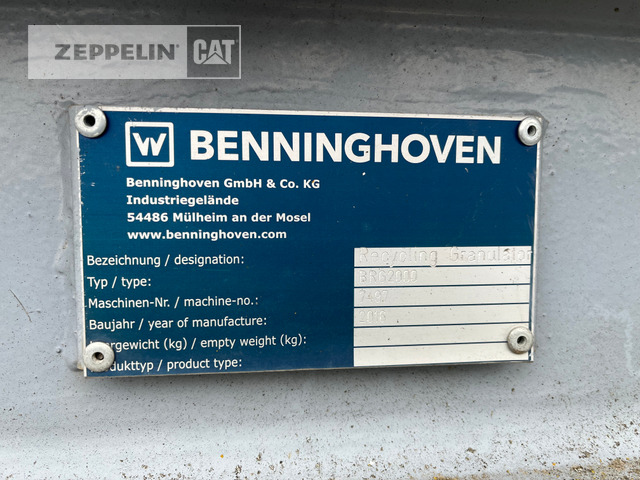 ZEPPELIN CAT
W BENNINGHOVEN
Benninghoven GmbH & Co. KG
Industriegelände
54486 Mülheim an der Mosel
www.benninghoven.com
Bezeichnung / designation: Recycling Granulator
Typ / type: BRG2000
Maschinen-Nr. / machine-no.:
Baujahr / year of manufacture:
gewicht (kg) / empty weight (kg):
dukttyp / product type: